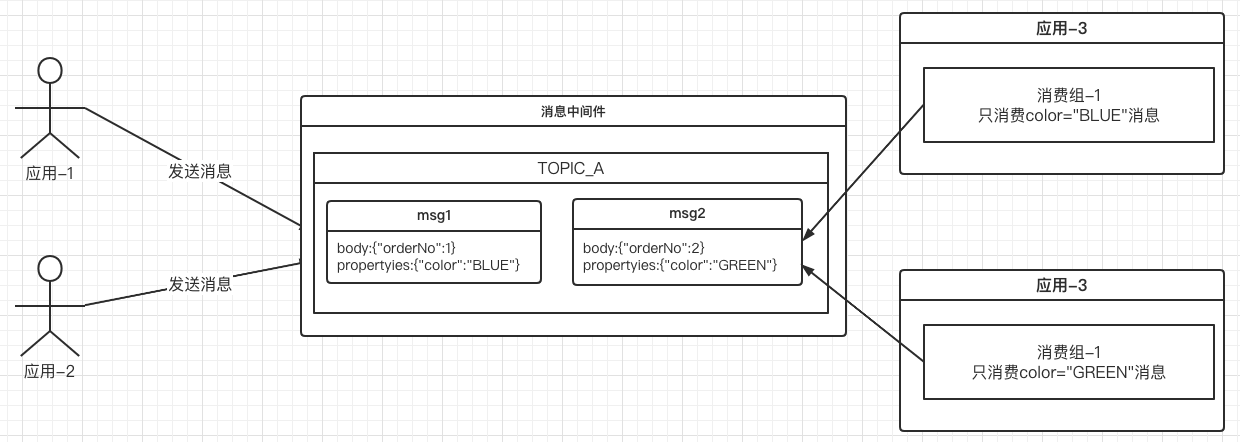 应用-1
发送消息
应用-2
发送消息
消息中间件
TOPIC_A
msg1
body:{"orderNo":1}
propertyies:{"color":"BLUE"}
msg2
body:{"orderNo":2}
propertyies:{"color":"GREEN"}
应用-3
消费组-1
只消费color="BLUE"消息
应用-3
消费组-1
只消费color="GREEN"消息